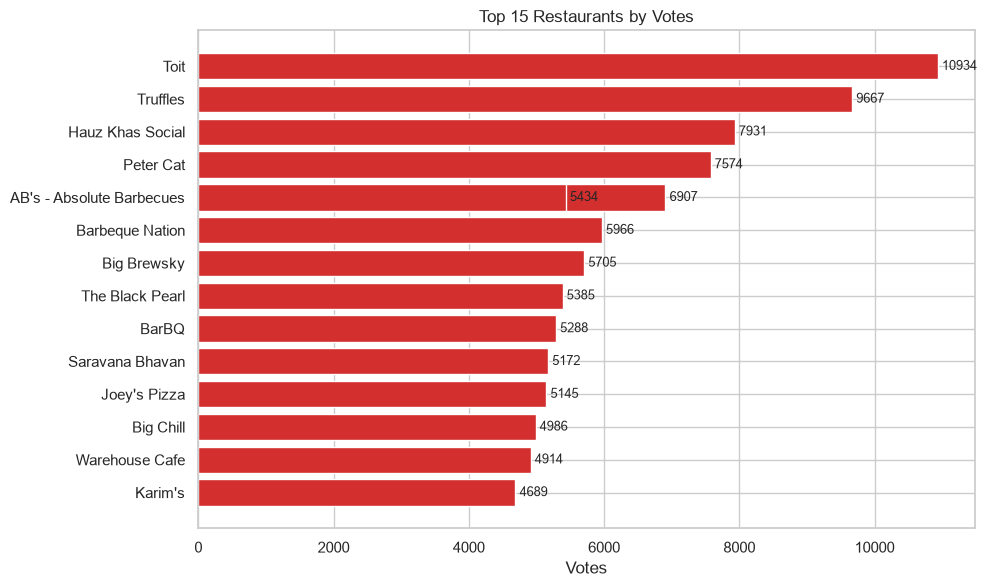 Top 15 Restaurants by Votes
Toit 10934
Truffles 9667
Hauz Khas Social 7931
Peter Cat 7574
AB's - Absolute Barbecues 5434 6907
Barbeque Nation 5966
Big Brewsky 5705
The Black Pearl 5385
BarBQ 5288
Saravana Bhavan 5172
Joey's Pizza 5145
Big Chill 4986
Warehouse Cafe 4914
Karim's 4689
0 2000 4000 6000 8000 10000
Votes